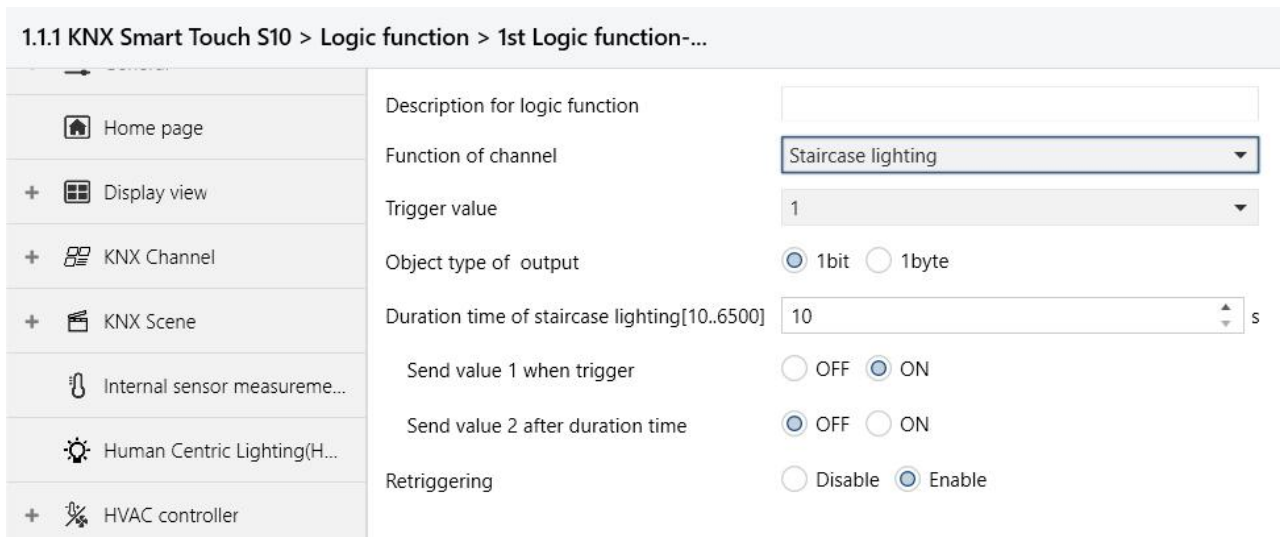 1.1.1 KNX Smart Touch S10 > Logic function > 1st Logic function-...
Home page
Display view
KNX Channel
KNX Scene
Internal sensor measureme...
Human Centric Lighting(H...
HVAC controller
Description for logic function
Function of channel Staircase lighting
Trigger value 1
Object type of output 1bit 1byte
Duration time of staircase lighting[10..6500] 10 s
Send value 1 when trigger OFF ON
Send value 2 after duration time OFF ON
Retriggering Disable Enable